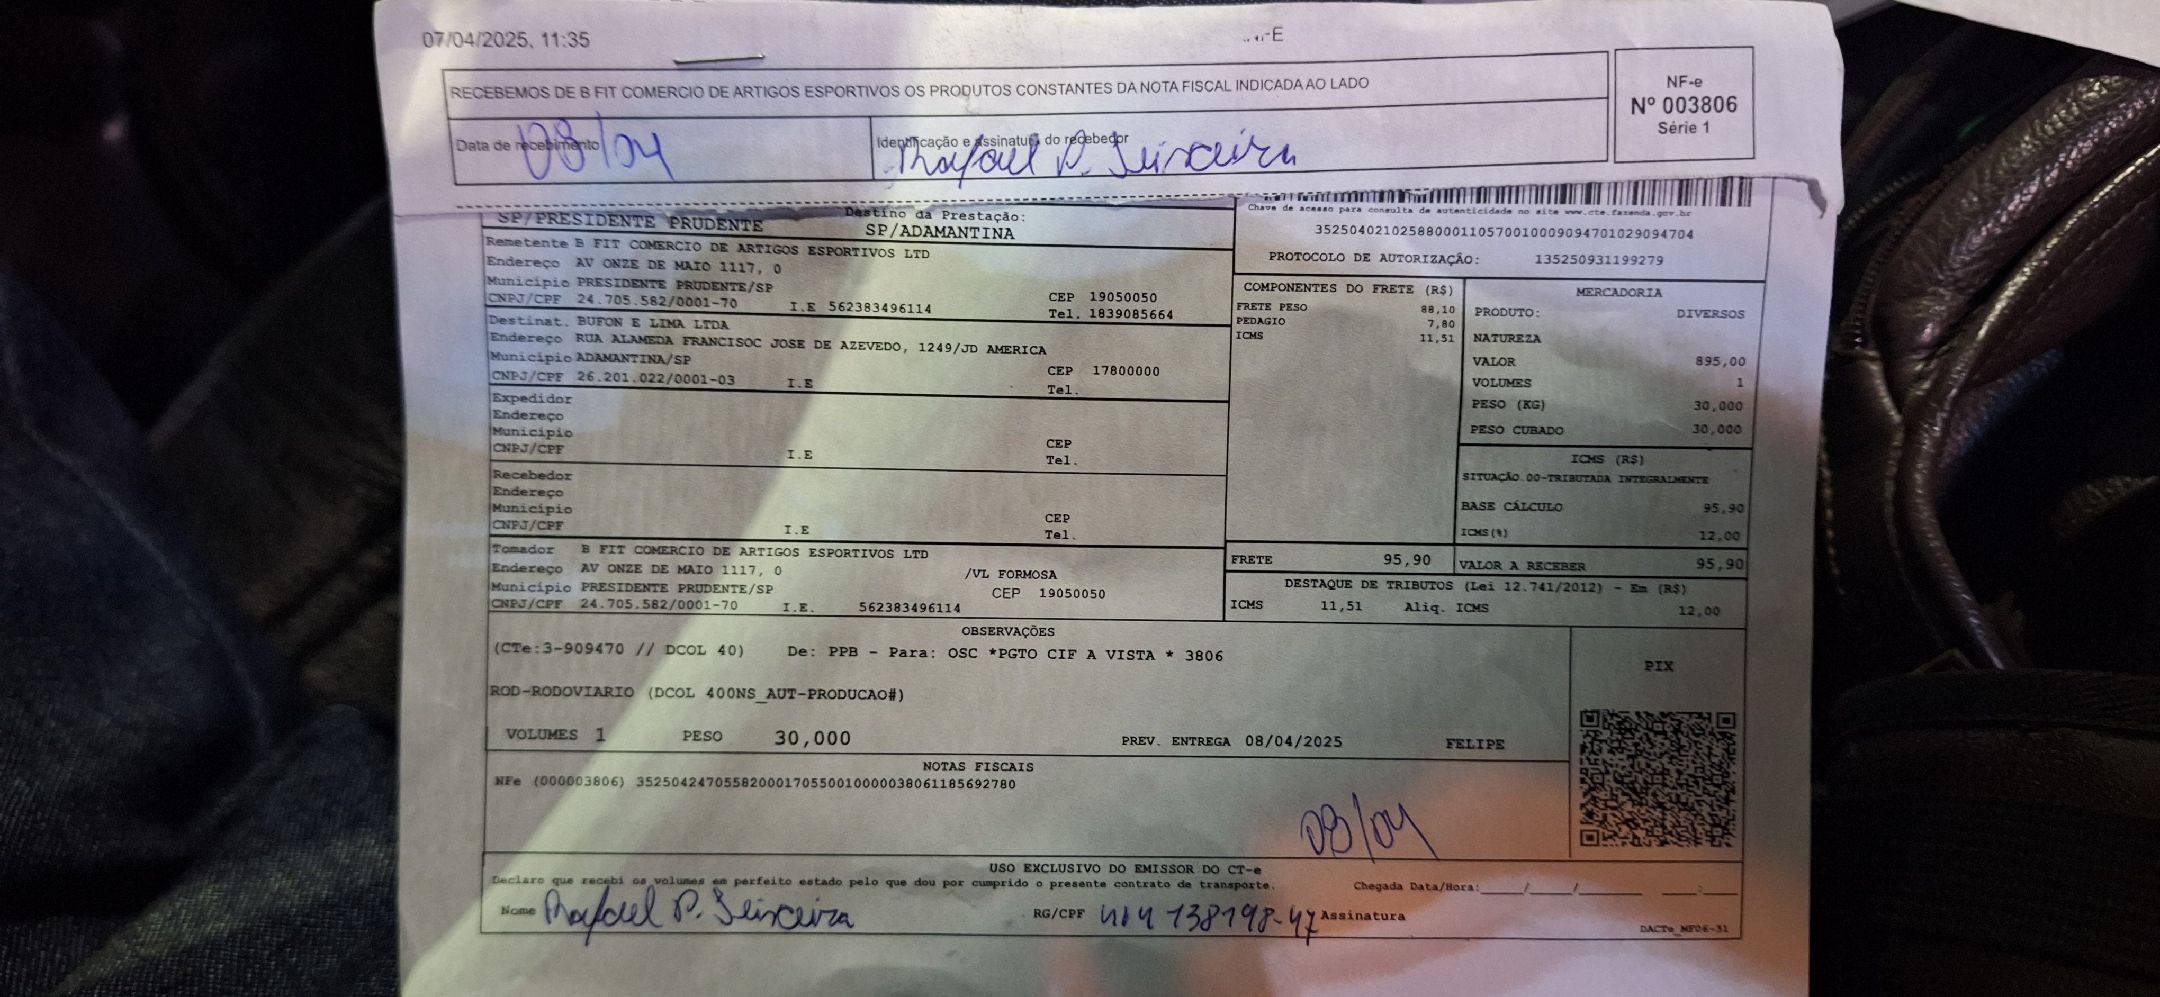 07/04/2025, 11:35
RECEBEMOS DE B FIT COMERCIO DE ARTIGOS ESPORTIVOS OS PRODUTOS CONSTANTES DA NOTA FISCAL INDICADA AO LADO
NF-e
Nº 003806
Série 1
Data de recebimento 08/04
Identificação e assinatura do recebedor
Rafael P. Teixeira
SP/PRESIDENTE PRUDENTE
Destino da Prestação:
SP/ADAMANTINA
Chave de acesso para consulta de autenticidade no site www.cte.fazenda.gov.br
35250402102588000110570010009094701029094704
PROTOCOLO DE AUTORIZAÇÃO: 135250931199279
Remetente B FIT COMERCIO DE ARTIGOS ESPORTIVOS LTD
Endereço AV ONZE DE MAIO 1117, 0
Municipio PRESIDENTE PRUDENTE/SP
CEP 19050050
CNPJ/CPF 24.705.582/0001-70 I.E 562383496114 Tel. 1839085664
Destinat. BUFON E LIMA LTDA
Endereço RUA ALAMEDA FRANCISOC JOSE DE AZEVEDO, 1249/JD AMERICA
Municipio ADAMANTINA/SP
CEP 17800000
CNPJ/CPF 26.201.022/0001-03 I.E Tel.
Expedidor
Endereço
Municipio CEP
CNPJ/CPF I.E Tel.
Recebedor
Endereço
Municipio CEP
CNPJ/CPF I.E Tel.
Tomador B FIT COMERCIO DE ARTIGOS ESPORTIVOS LTD
Endereço AV ONZE DE MAIO 1117, 0 /VL FORMOSA
Municipio PRESIDENTE PRUDENTE/SP CEP 19050050
CNPJ/CPF 24.705.582/0001-70 I.E. 562383496114
COMPONENTES DO FRETE (R$)
FRETE PESO 88,10
PEDAGIO 7,80
ICMS 11,51
MERCADORIA
PRODUTO: DIVERSOS
NATUREZA
VALOR 895,00
VOLUMES 1
PESO (KG) 30,000
PESO CUBADO 30,000
ICMS (R$)
SITUAÇÃO 00-TRIBUTADA INTEGRALMENTE
BASE CÁLCULO 95,90
ICMS(%) 12,00
FRETE 95,90
VALOR A RECEBER 95,90
DESTAQUE DE TRIBUTOS (Lei 12.741/2012) - Em (R$)
ICMS 11,51 Aliq. ICMS 12,00
OBSERVAÇÕES
(CTe:3-909470 // DCOL 40) De: PPB - Para: OSC *PGTO CIF A VISTA * 3806
ROD-RODOVIARIO (DCOL 400NS_AUT-PRODUCAO#)
VOLUMES 1 PESO 30,000 PREV. ENTREGA 08/04/2025 FELIPE
PIX
NOTAS FISCAIS
NFe (000003806) 35250424705582000170550010000038061185692780
08/04
USO EXCLUSIVO DO EMISSOR DO CT-e
Declaro que recebi os volumes em perfeito estado pelo que dou por cumprido o presente contrato de transporte. Chegada Data/Hora:____/____/________ ____:____
Nome Rafael P. Teixeira RG/CPF 414 138198-47 Assinatura
DACTe_MF06-31